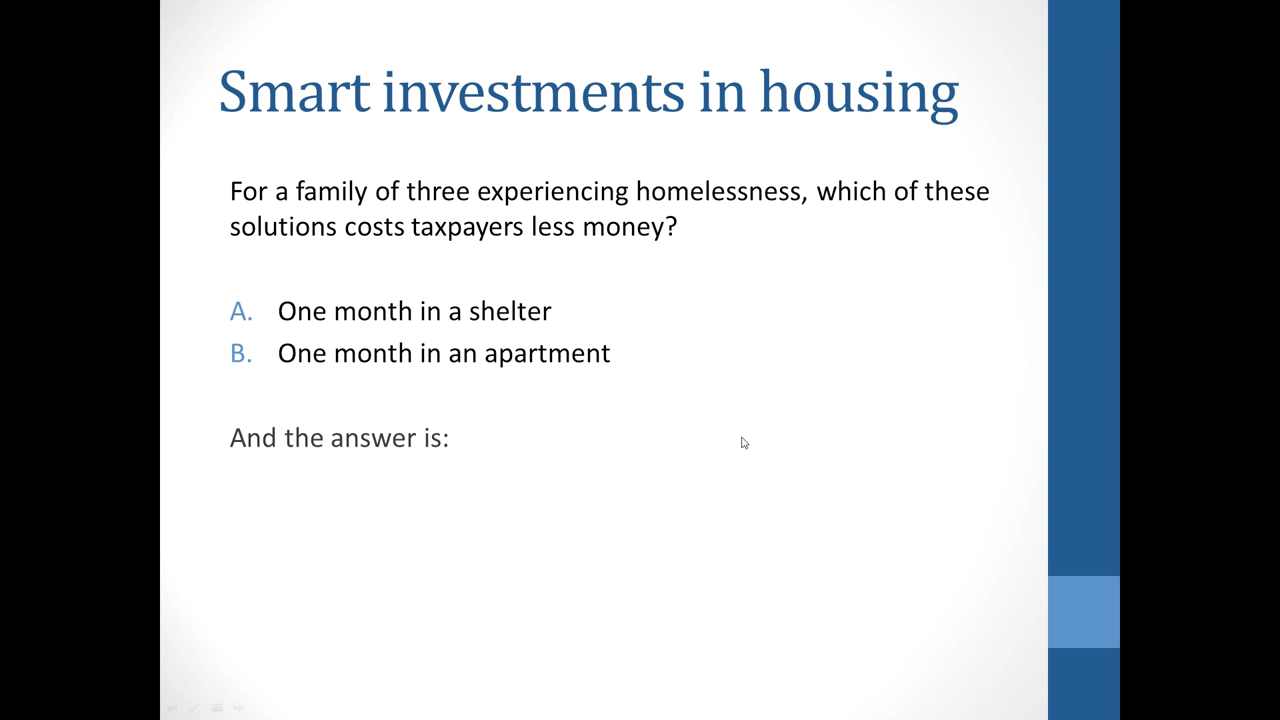 Smart investments in housing
For a family of three experiencing homelessness, which of these
solutions costs taxpayers less money?
A. One month in a shelter
B. One month in an apartment
And the answer is: